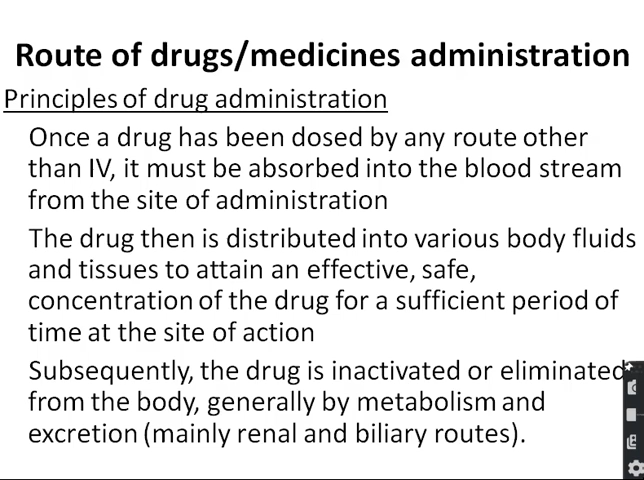 Route of drugs/medicines administration
Principles of drug administration
Once a drug has been dosed by any route other
than IV, it must be absorbed into the blood stream
from the site of administration
The drug then is distributed into various body fluids
and tissues to attain an effective, safe,
concentration of the drug for a sufficient period of
time at the site of action
Subsequently, the drug is inactivated or eliminated
from the body, generally by metabolism and
excretion (mainly renal and biliary routes).